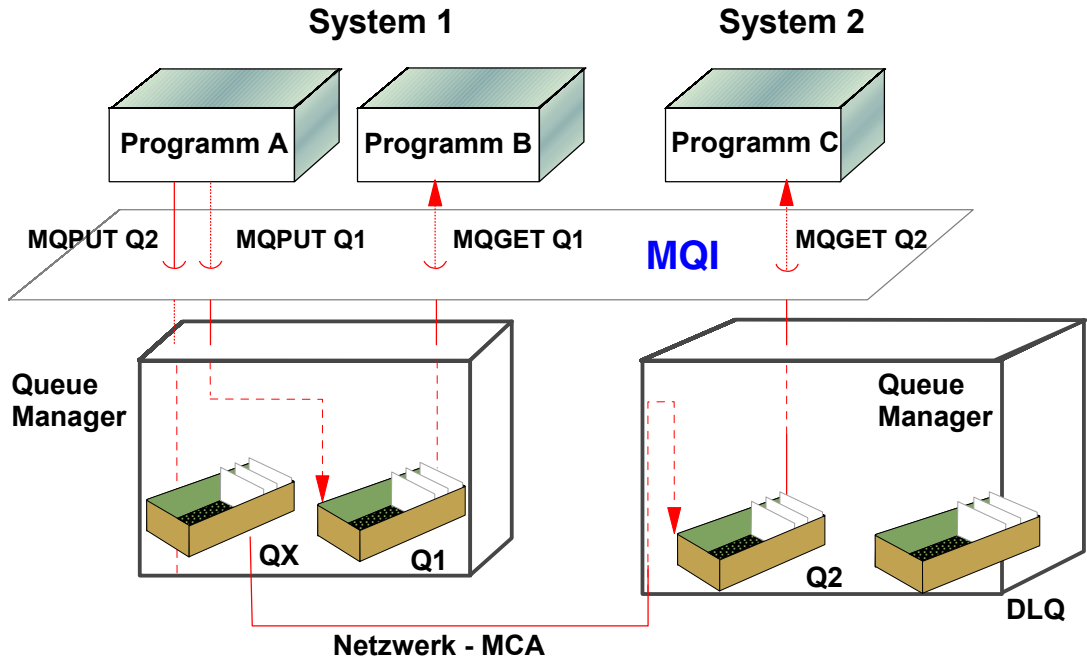 System 1
System 2
Programm A
Programm B
Programm C
MQPUT Q2
MQPUT Q1
MQGET Q1
MQI
MQGET Q2
Queue
Manager
Queue
Manager
QX
Q1
Q2
DLQ
Netzwerk - MCA